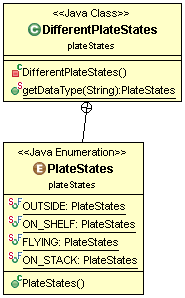 <<Java Class>>
DifferentPlateStates
plateStates
DifferentPlateStates()
getDataType(String):PlateStates
<<Java Enumeration>>
PlateStates
plateStates
OUTSIDE: PlateStates
ON_SHELF: PlateStates
FLYING: PlateStates
ON_STACK: PlateStates
PlateStates()